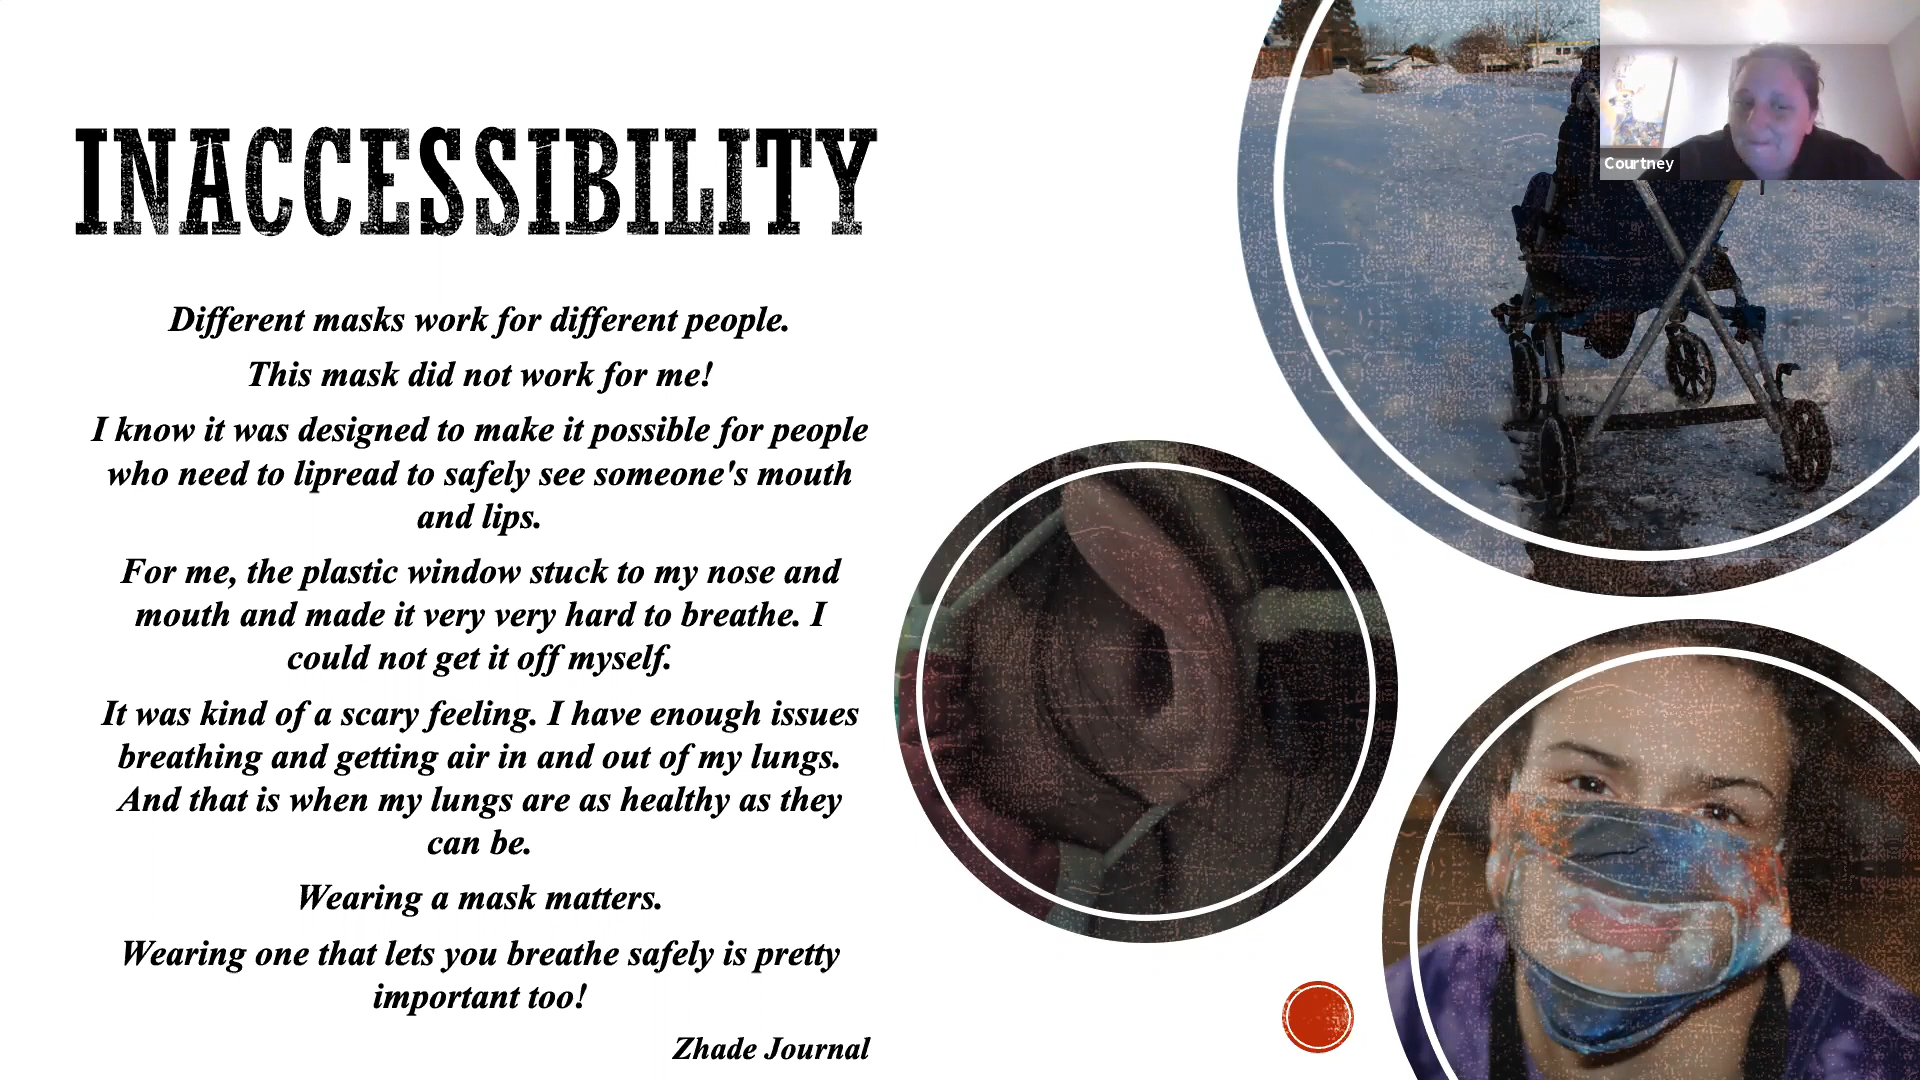 INACCESSIBILITY
Different masks work for different people.
This mask did not work for me!
I know it was designed to make it possible for people
who need to lipread to safely see someone's mouth
and lips.
For me, the plastic window stuck to my nose and
mouth and made it very very hard to breathe. I
could not get it off myself.
It was kind of a scary feeling. I have enough issues
breathing and getting air in and out of my lungs.
And that is when my lungs are as healthy as they
can be.
Wearing a mask matters.
Wearing one that lets you breathe safely is pretty
important too!
Zhade Journal
Courtney